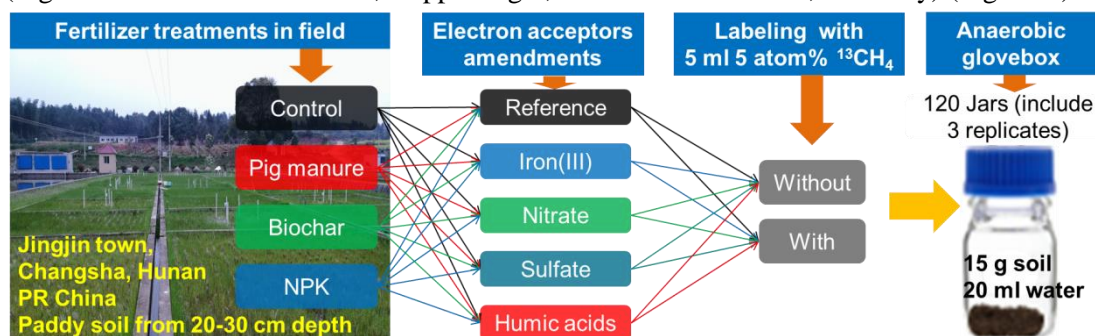 Fertilizer treatments in field
Electron acceptors
amendments
Labeling with
5 ml 5 atom% ¹³CH₄
Anaerobic
glovebox
Control
Pig manure
Biochar
NPK
Jingjin town,
Changsha, Hunan
PR China
Paddy soil from 20-30 cm depth
Reference
Iron(III)
Nitrate
Sulfate
Humic acids
Without
With
120 Jars (include
3 replicates)
15 g soil
20 ml water